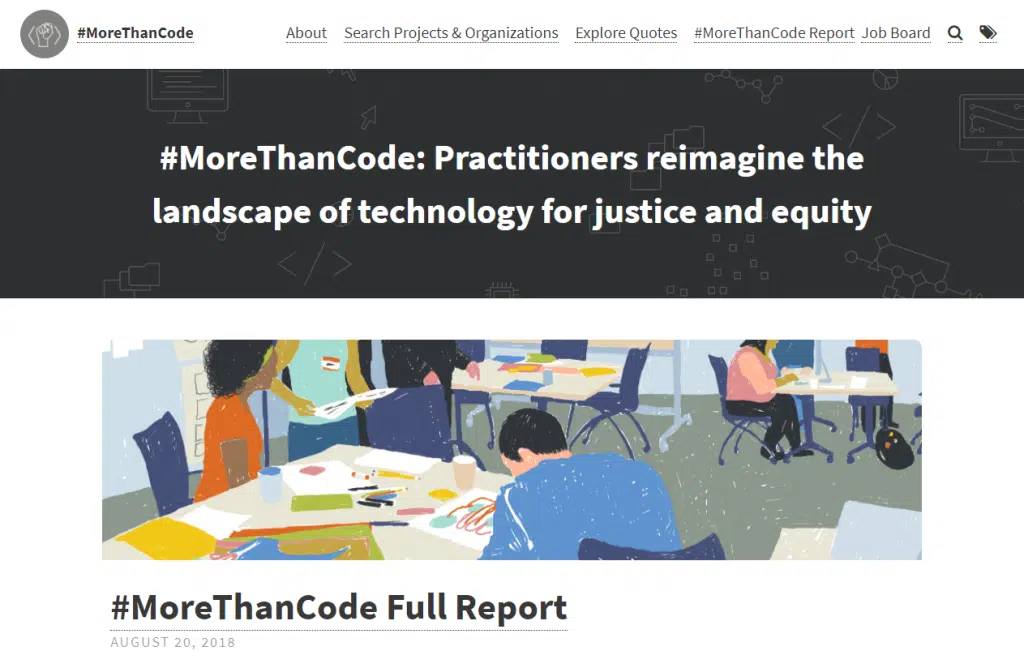 #MoreThanCode
About
Search Projects & Organizations
Explore Quotes
#MoreThanCode Report
Job Board
#MoreThanCode: Practitioners reimagine the
landscape of technology for justice and equity
#MoreThanCode Full Report
AUGUST 20, 2018